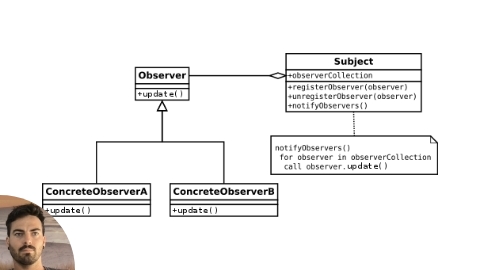 Observer
+update()
Subject
+observerCollection
+registerObserver(observer)
+unregisterObserver(observer)
+notifyObservers()
notifyObservers()
for observer in observerCollection
call observer.update()
ConcreteObserverA
+update()
ConcreteObserverB
+update()